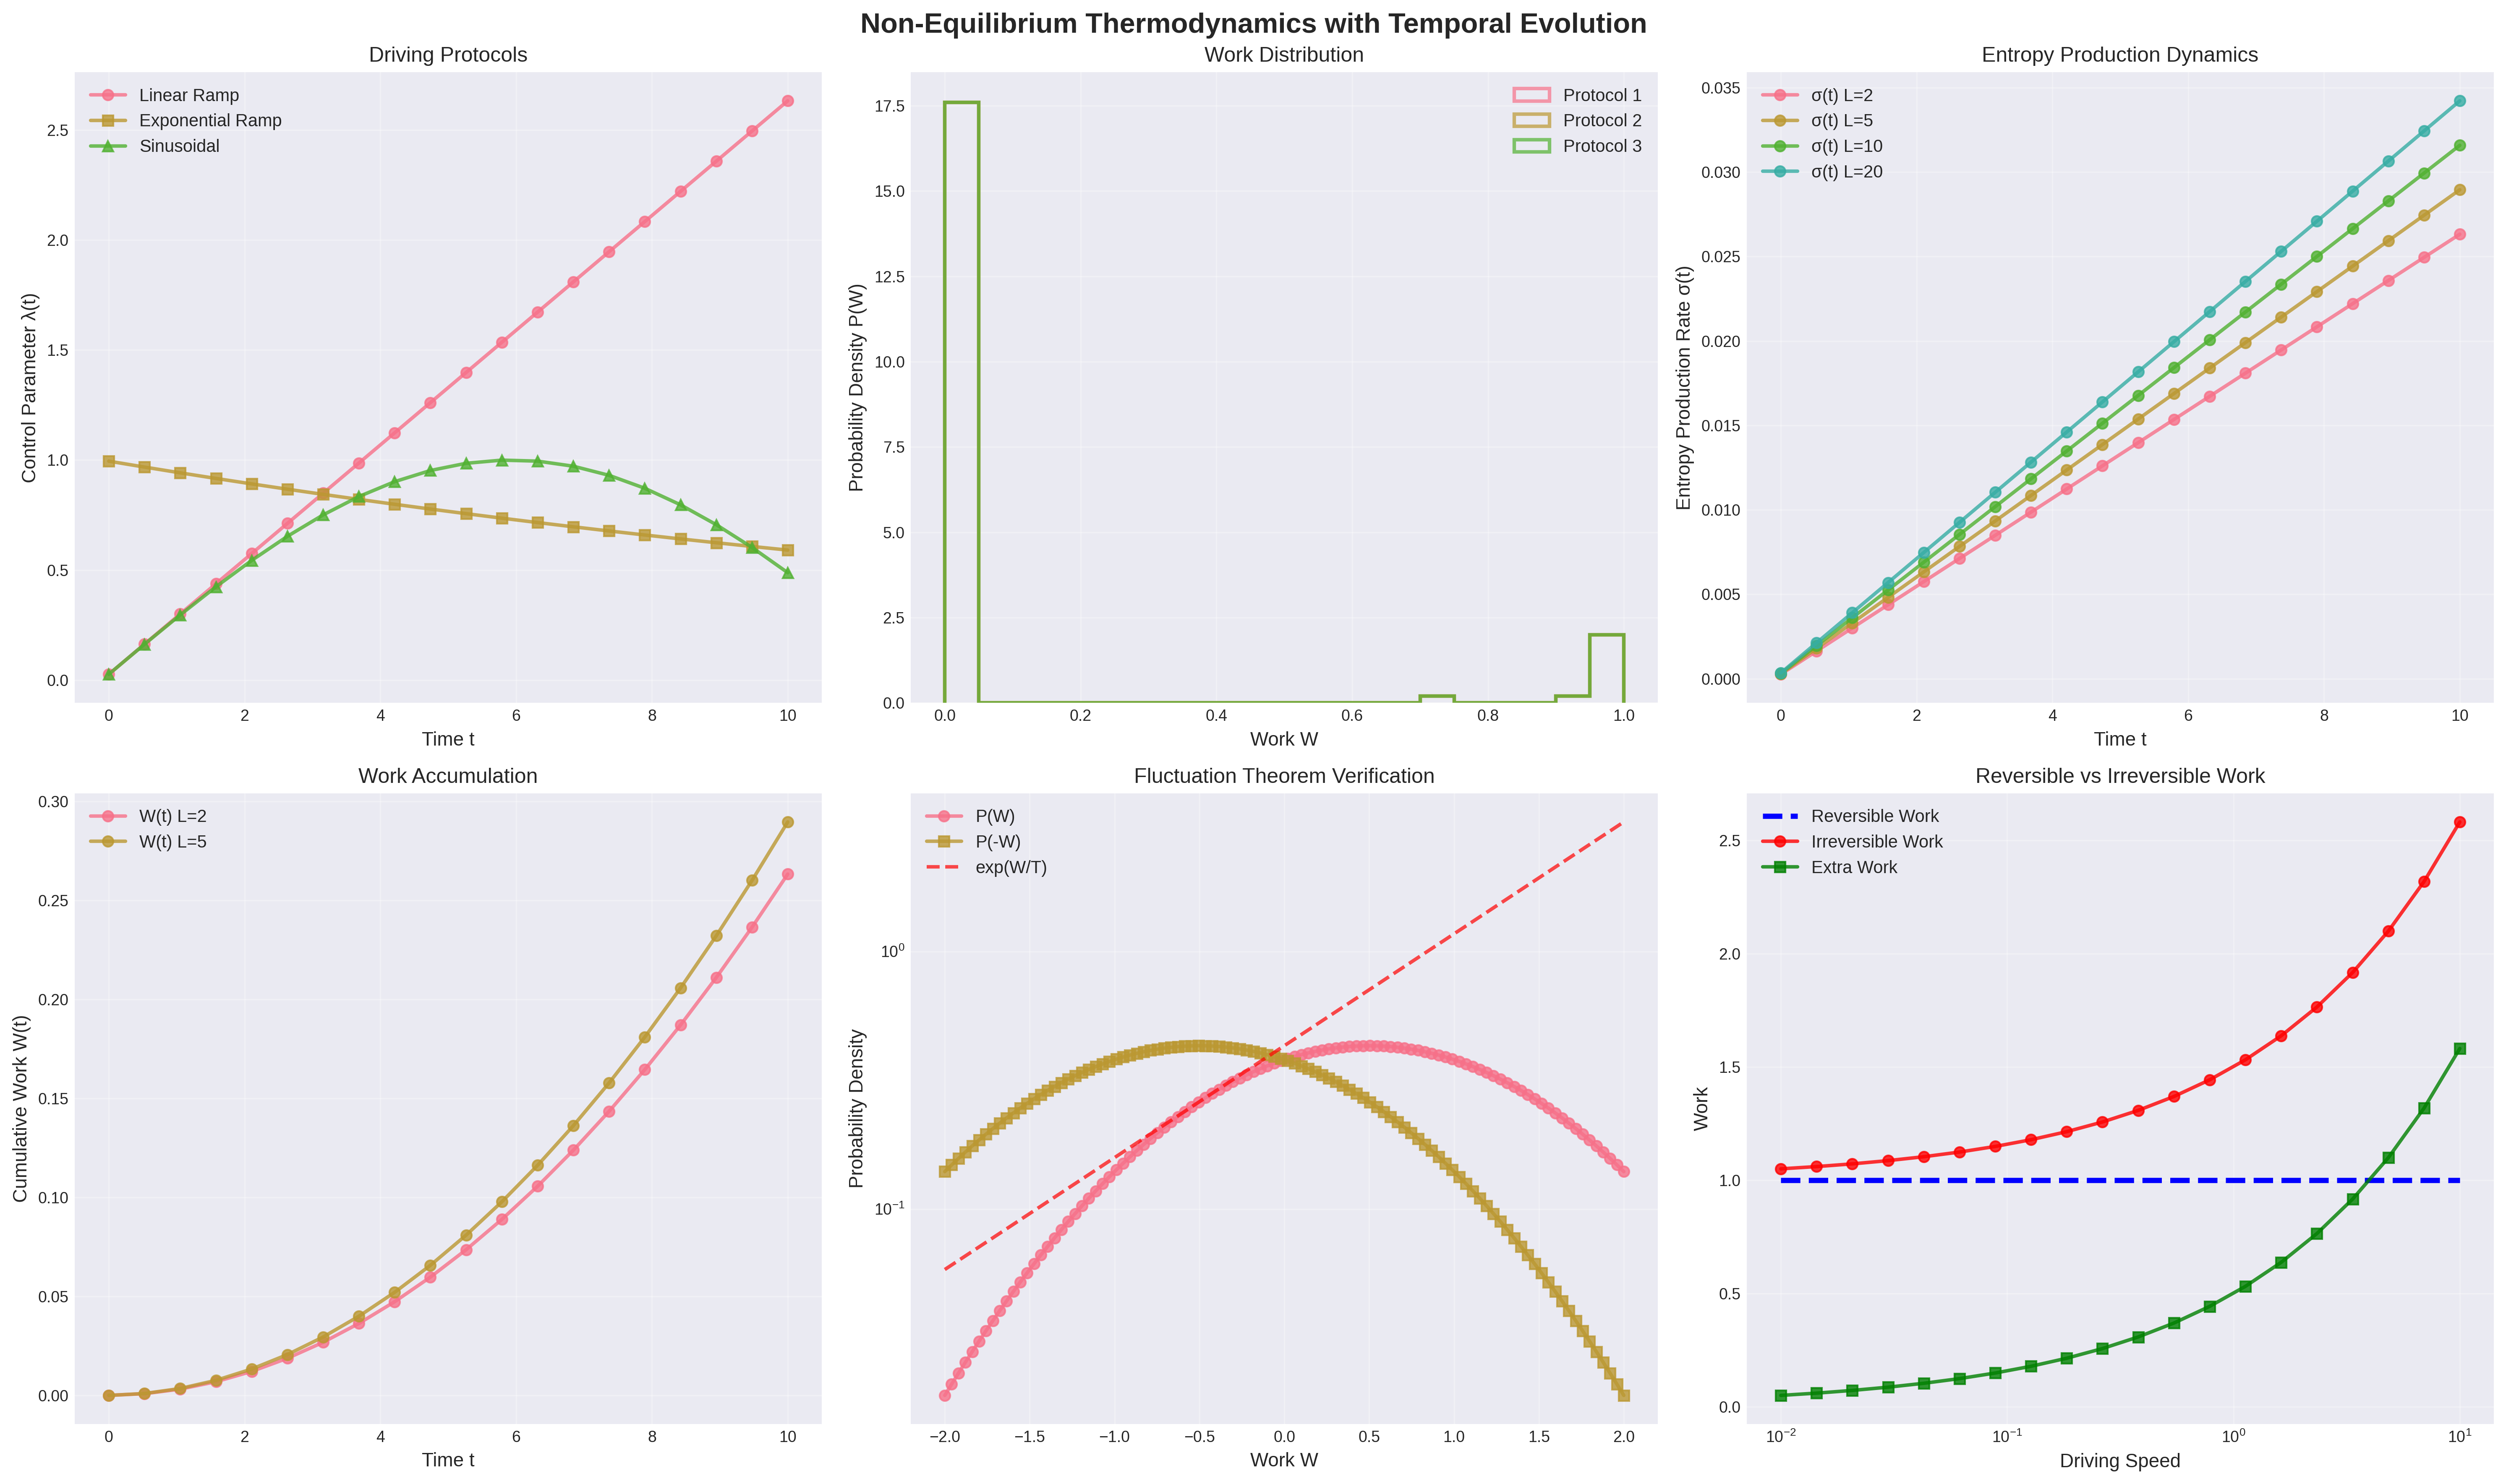 Non-Equilibrium Thermodynamics with Temporal Evolution
Driving Protocols
Control Parameter λ(t)
2.5
2.0
1.5
1.0
0.5
0.0
Linear Ramp
Exponential Ramp
Sinusoidal
0 2 4 6 8 10
Time t
Work Distribution
Probability Density P(W)
17.5
15.0
12.5
10.0
7.5
5.0
2.5
0.0
Protocol 1
Protocol 2
Protocol 3
0.0 0.2 0.4 0.6 0.8 1.0
Work W
Entropy Production Dynamics
Entropy Production Rate σ(t)
0.035
0.030
0.025
0.020
0.015
0.010
0.005
0.000
σ(t) L=2
σ(t) L=5
σ(t) L=10
σ(t) L=20
0 2 4 6 8 10
Time t
Work Accumulation
Cumulative Work W(t)
0.30
0.25
0.20
0.15
0.10
0.05
0.00
W(t) L=2
W(t) L=5
0 2 4 6 8 10
Time t
Fluctuation Theorem Verification
Probability Density
10⁰
10⁻¹
P(W)
P(-W)
exp(W/T)
−2.0 −1.5 −1.0 −0.5 0.0 0.5 1.0 1.5 2.0
Work W
Reversible vs Irreversible Work
Work
2.5
2.0
1.5
1.0
0.5
0.0
Reversible Work
Irreversible Work
Extra Work
10⁻² 10⁻¹ 10⁰ 10¹
Driving Speed